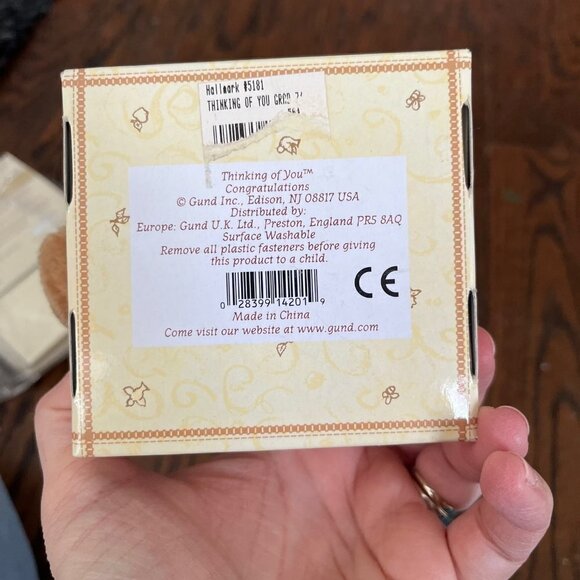 Hallmark #5181
THINKING OF YOU GRAD
Thinking of You™
Congratulations
© Gund Inc., Edison, NJ 08817 USA
Distributed by:
Europe: Gund U.K. Ltd., Preston, England PR5 8AQ
Surface Washable
Remove all plastic fasteners before giving
this product to a child.
CE
0 28399 14201 9
Made in China
Come visit our website at www.gund.com